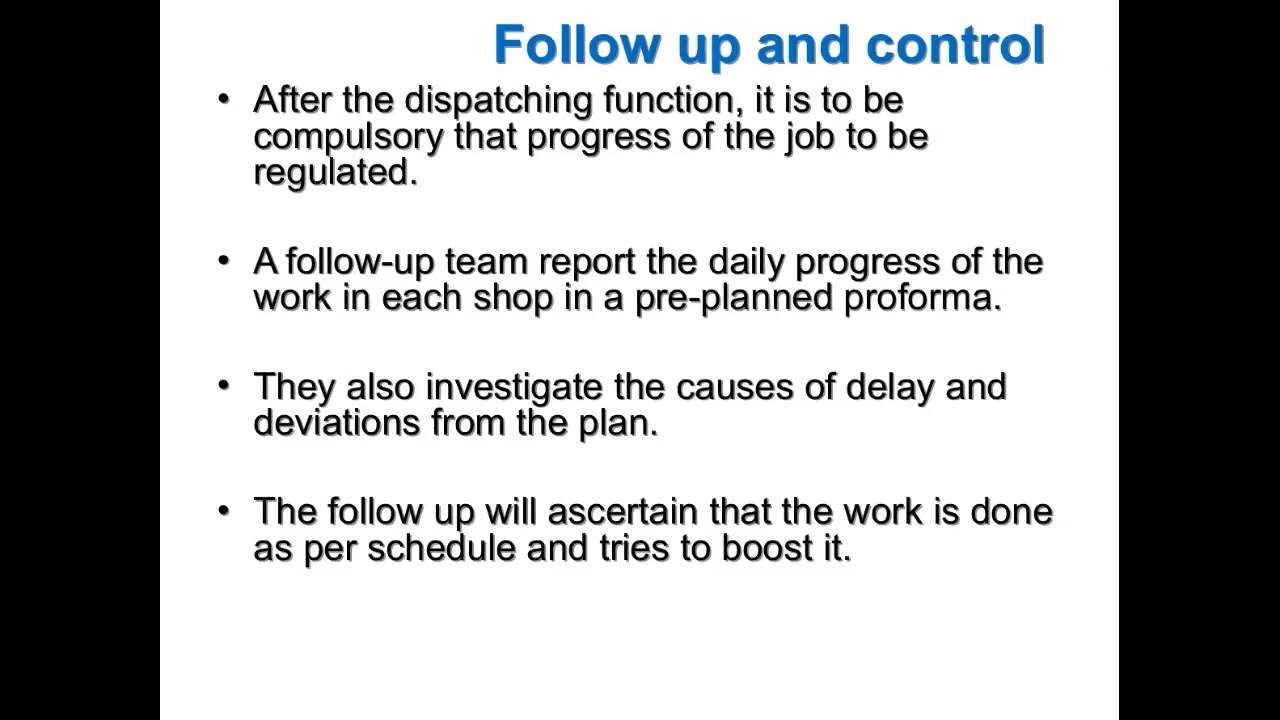 Follow up and control
• After the dispatching function, it is to be
compulsory that progress of the job to be
regulated.
• A follow-up team report the daily progress of the
work in each shop in a pre-planned proforma.
• They also investigate the causes of delay and
deviations from the plan.
• The follow up will ascertain that the work is done
as per schedule and tries to boost it.